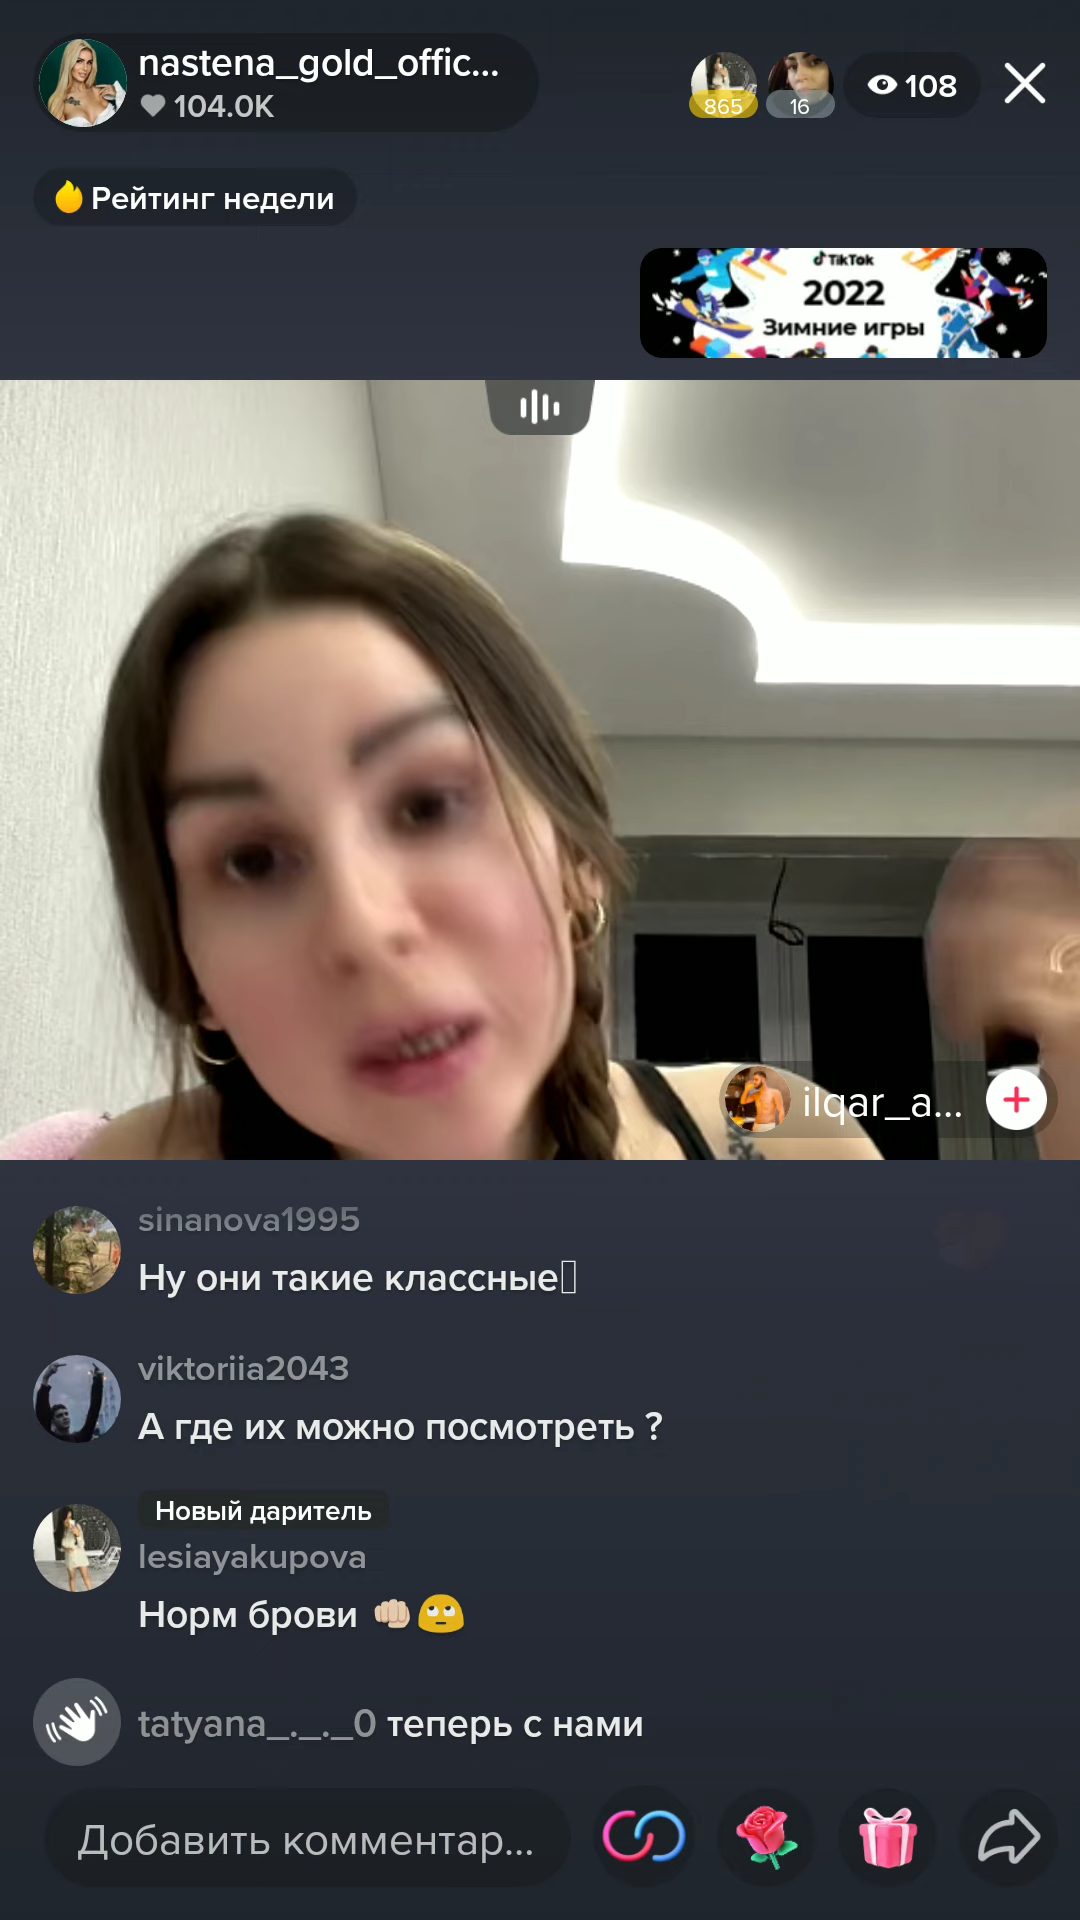 nastena_gold_offic...
104.0K
865
16
108
Рейтинг недели
TikTok
2022
Зимние игры
ilqar_a...
sinanova1995
Ну они такие классные
viktoriia2043
А где их можно посмотреть ?
Новый даритель
lesiayakupova
Норм брови 👊🏼🙄
tatyana_._._0 теперь с нами
Добавить комментар...